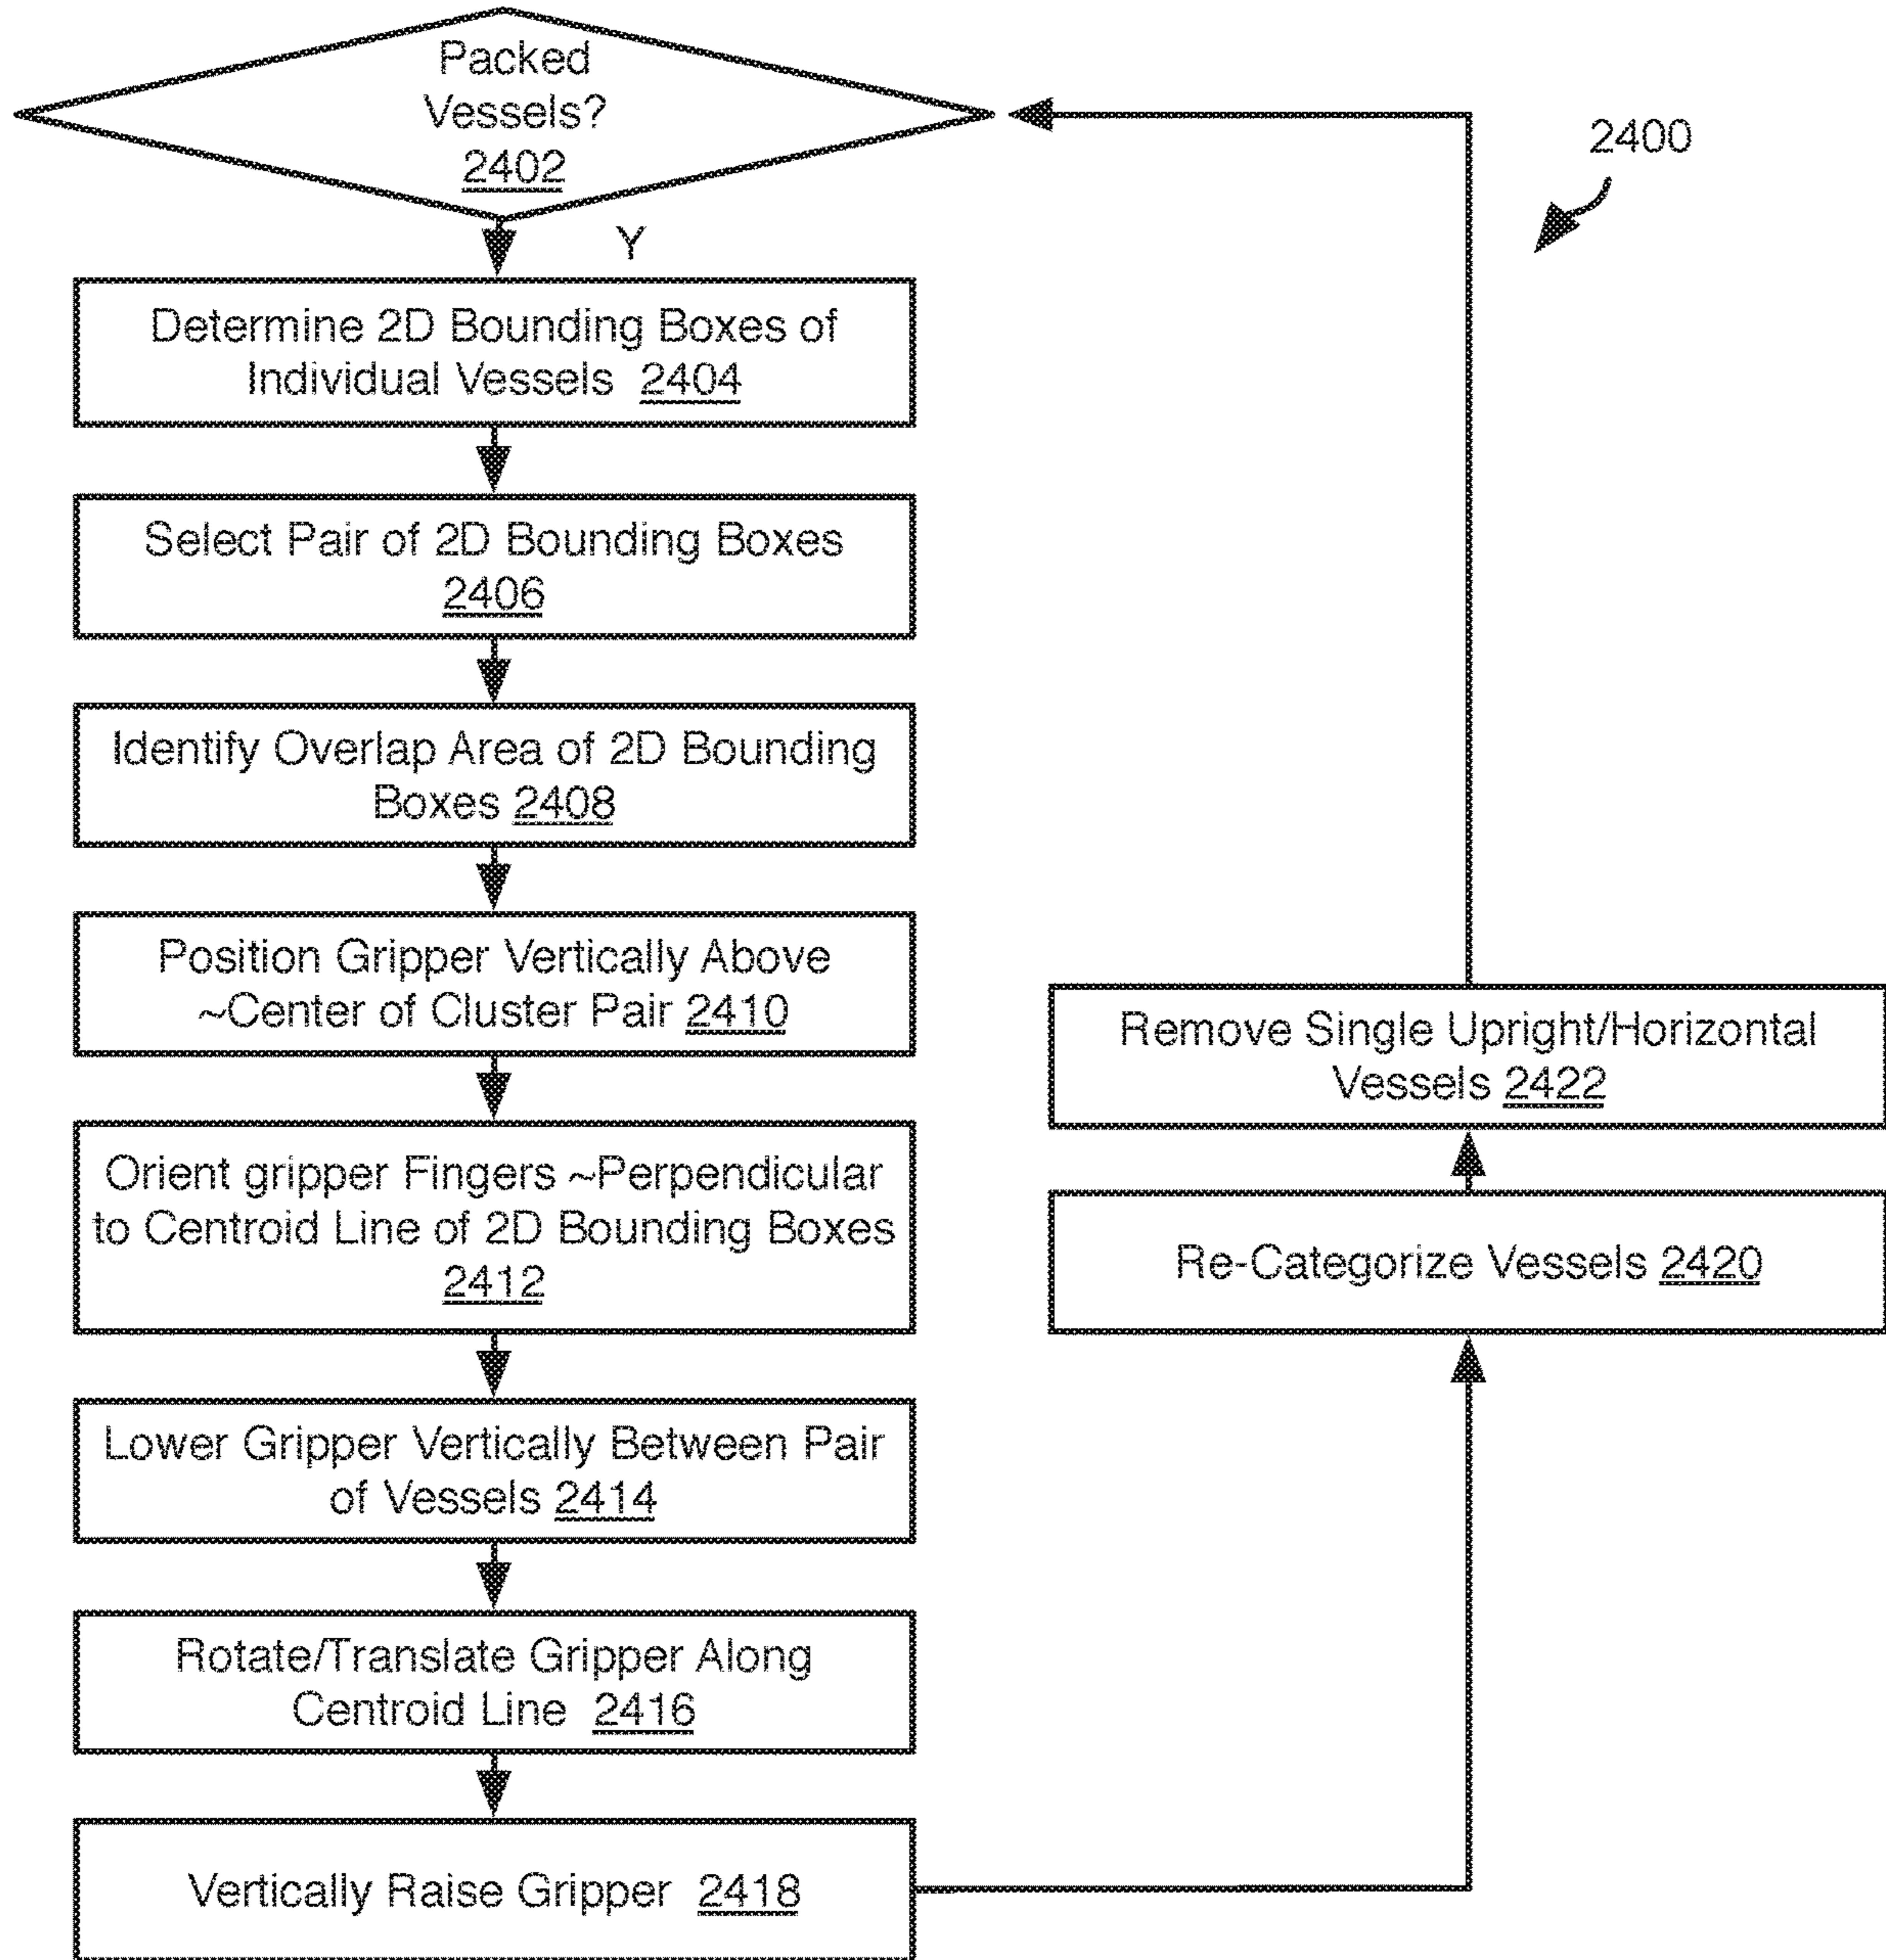 Packed
Vessels?
2402
2400
Y
Determine 2D Bounding Boxes of
Individual Vessels 2404
Select Pair of 2D Bounding Boxes
2406
Identify Overlap Area of 2D Bounding
Boxes 2408
Position Gripper Vertically Above
~Center of Cluster Pair 2410
Orient gripper Fingers ~Perpendicular
to Centroid Line of 2D Bounding Boxes
2412
Lower Gripper Vertically Between Pair
of Vessels 2414
Rotate/Translate Gripper Along
Centroid Line 2416
Vertically Raise Gripper 2418
Re-Categorize Vessels 2420
Remove Single Upright/Horizontal
Vessels 2422